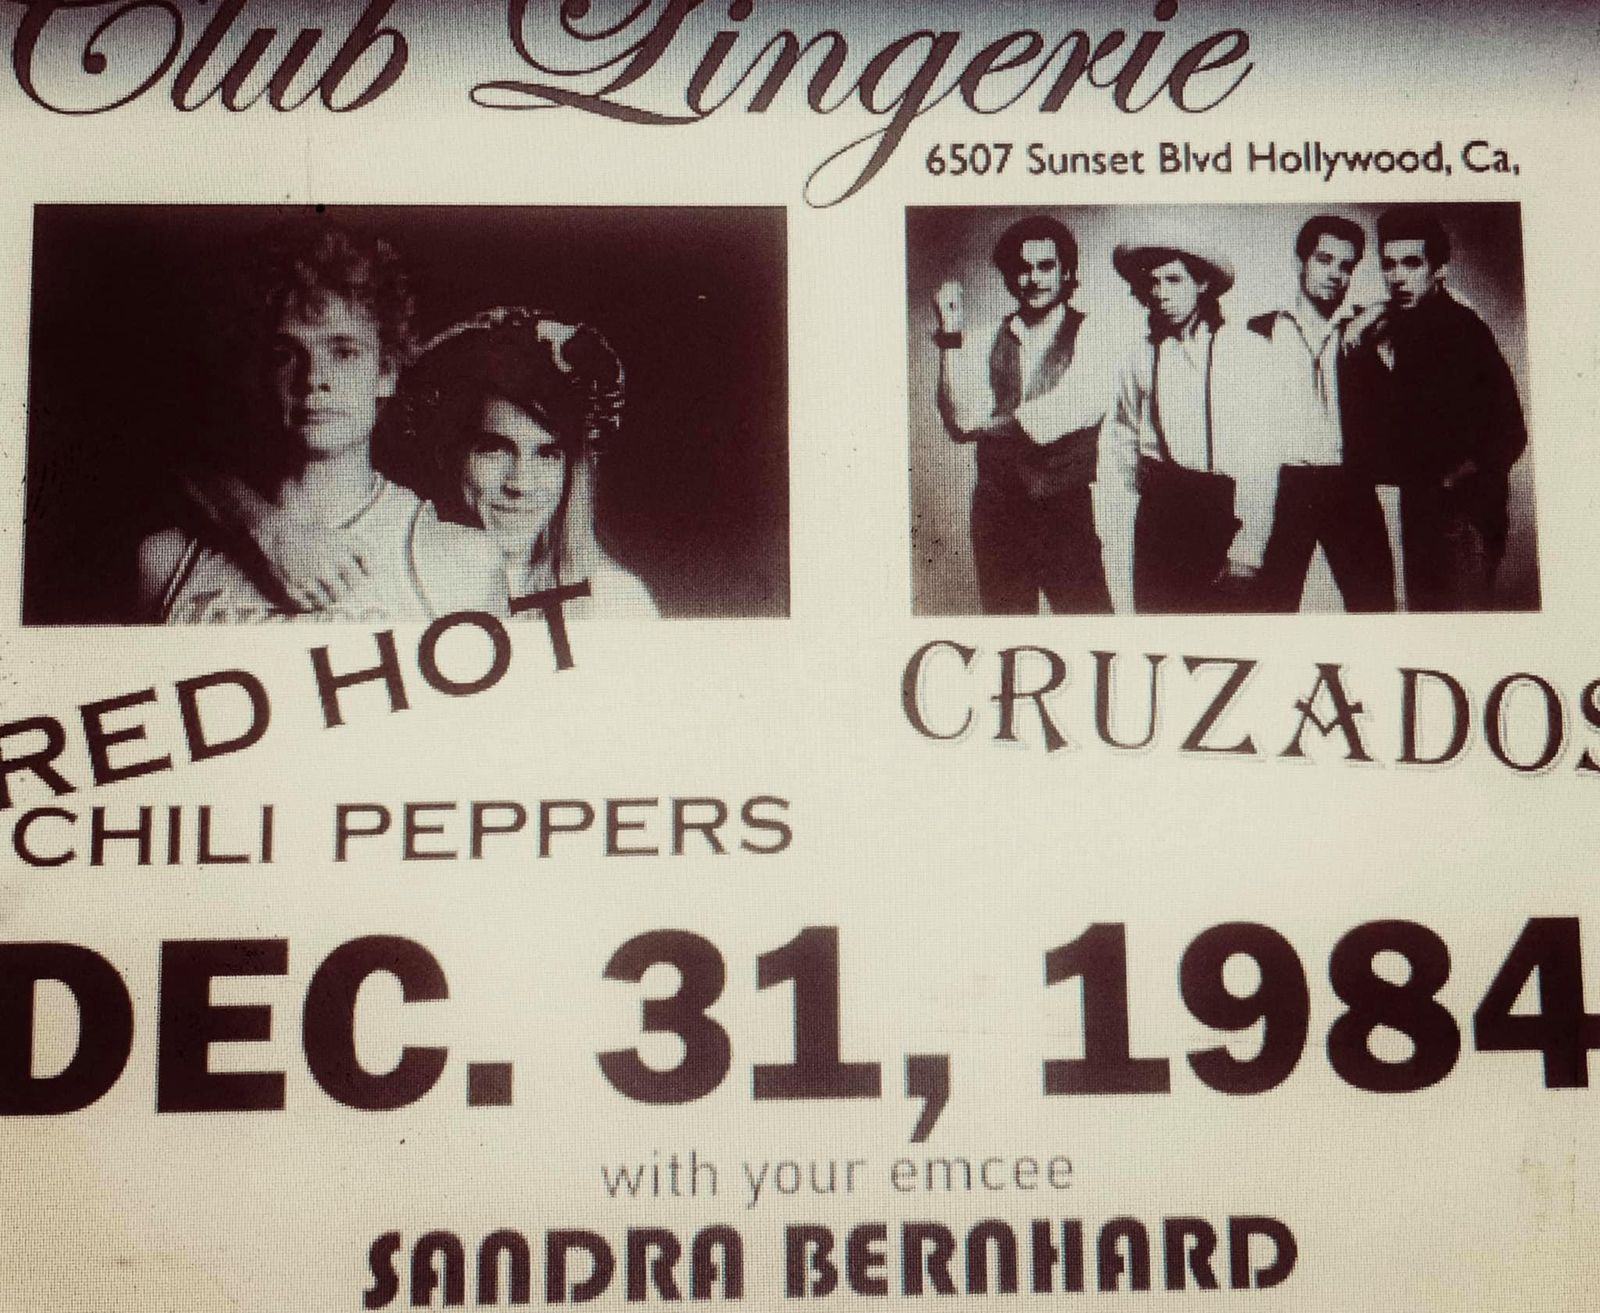 Club Lingerie
6507 Sunset Blvd Hollywood, Ca,
RED HOT
CHILI PEPPERS
CRUZADOS
DEC. 31, 1984
with your emcee
SANDRA BERNHARD